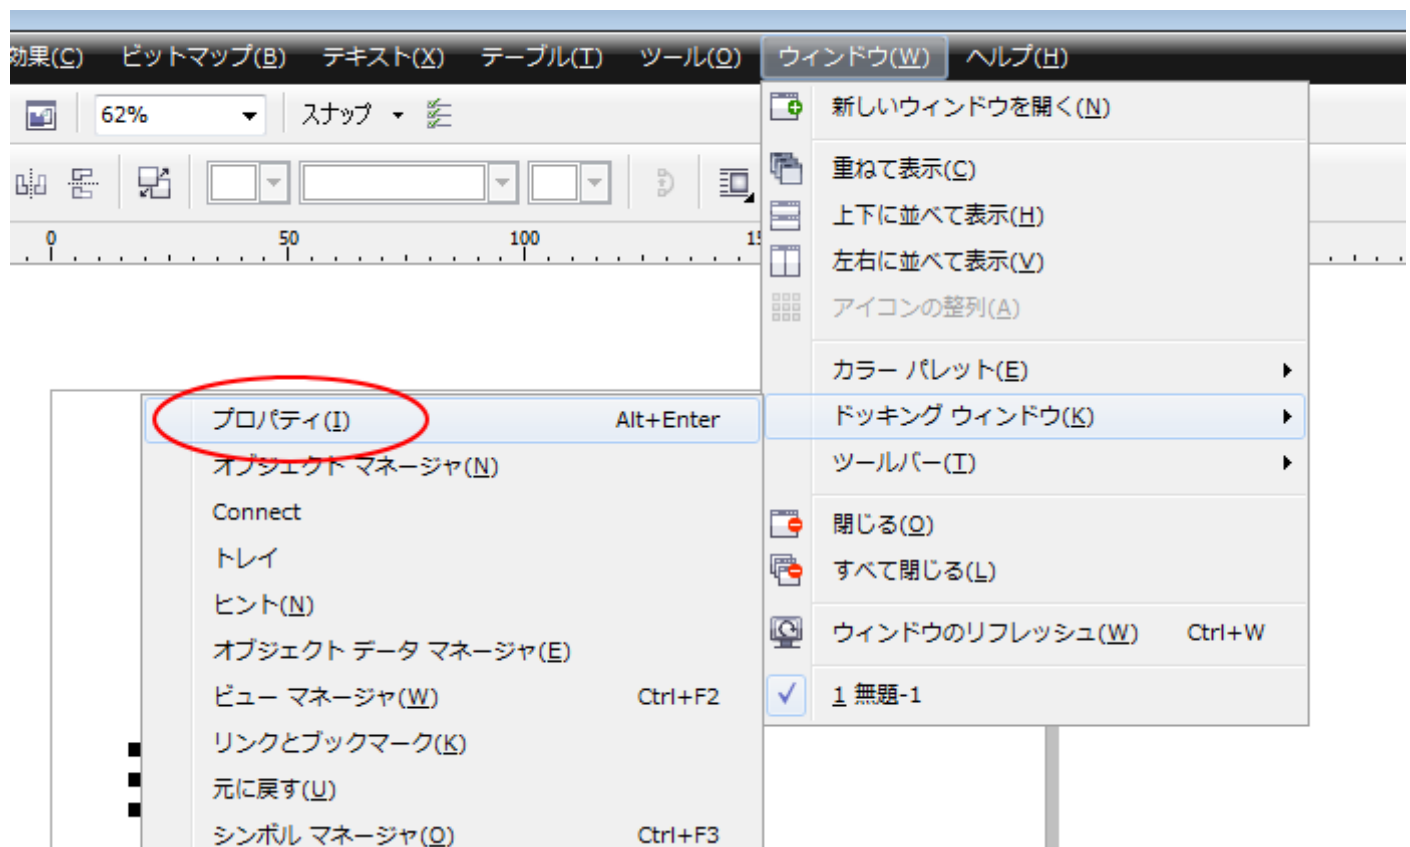 効果(C) ビットマップ(B) テキスト(X) テーブル(T) ツール(O) ウィンドウ(W) ヘルプ(H)
62% スナップ
0 50 100
新しいウィンドウを開く(N)
重ねて表示(C)
上下に並べて表示(H)
左右に並べて表示(V)
アイコンの整列(A)
カラー パレット(E)
ドッキング ウィンドウ(K)
ツールバー(T)
閉じる(O)
すべて閉じる(L)
ウィンドウのリフレッシュ(W) Ctrl+W
1 無題-1
プロパティ(I) Alt+Enter
オブジェクト マネージャ(N)
Connect
トレイ
ヒント(N)
オブジェクト データ マネージャ(E)
ビュー マネージャ(W) Ctrl+F2
リンクとブックマーク(K)
元に戻す(U)
シンボル マネージャ(O) Ctrl+F3